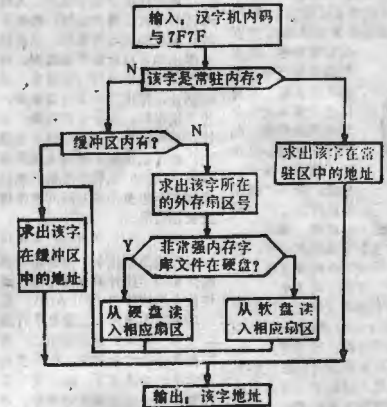 输入：汉字机内码
与7F7F
N
该字是常驻内存？
缓冲区内有？
N
求出该字在常
驻区中的地址
求出该字所在
的外存扇区号
求出该字
在缓冲区
中的地址
Y
非常强内存字
库文件在硬盘？
从硬盘读
入相应扇区
从软盘读
入相应扇区
输出：该字地址